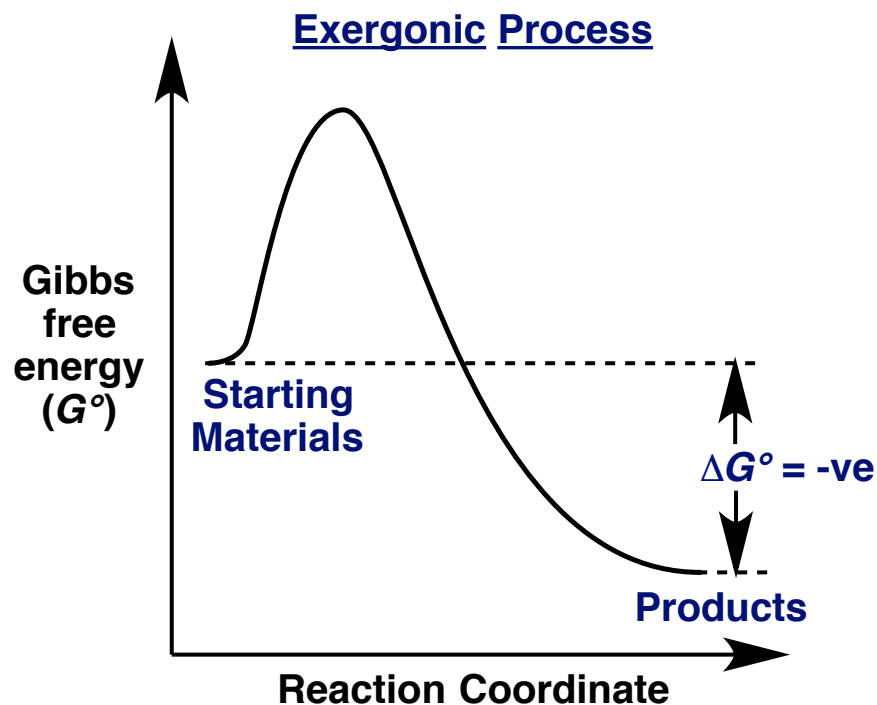 Exergonic Process
Gibbs
free
energy
(G°)
Starting
Materials
ΔG° = -ve
Products
Reaction Coordinate